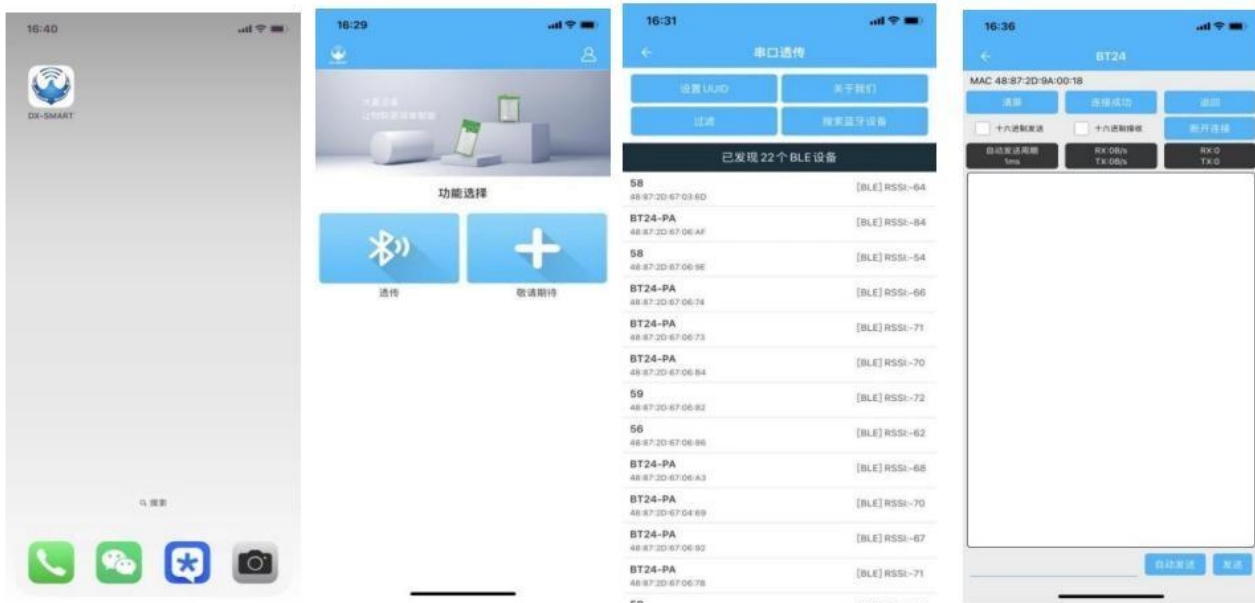 16:40
DX-SMART
搜索
16:29
功能选择
透传
敬请期待
16:31
串口透传
设置 UUID
关于我们
过滤
搜索蓝牙设备
已发现 22 个 BLE 设备
58
[BLE] RSSI:-64
48:87:2D:67:03:6D
BT24-PA
[BLE] RSSI:-84
48:87:2D:67:06:AF
58
[BLE] RSSI:-54
48:87:2D:67:06:9E
BT24-PA
[BLE] RSSI:-66
48:87:2D:67:06:74
BT24-PA
[BLE] RSSI:-71
48:87:2D:67:06:73
BT24-PA
[BLE] RSSI:-70
48:87:2D:67:06:B4
59
[BLE] RSSI:-72
48:87:2D:67:06:82
56
[BLE] RSSI:-62
48:87:2D:67:06:86
BT24-PA
[BLE] RSSI:-68
48:87:2D:67:06:A3
BT24-PA
[BLE] RSSI:-70
48:87:2D:67:04:69
BT24-PA
[BLE] RSSI:-67
48:87:2D:67:06:92
BT24-PA
[BLE] RSSI:-71
48:87:2D:67:06:7B
16:36
BT24
MAC 48:87:2D:9A:00:18
清屏
连接成功
返回
十六进制发送
十六进制接收
断开连接
自动发送周期
1ms
RX:0B/s
TX:0B/s
RX:0
TX:0
自动发送
发送